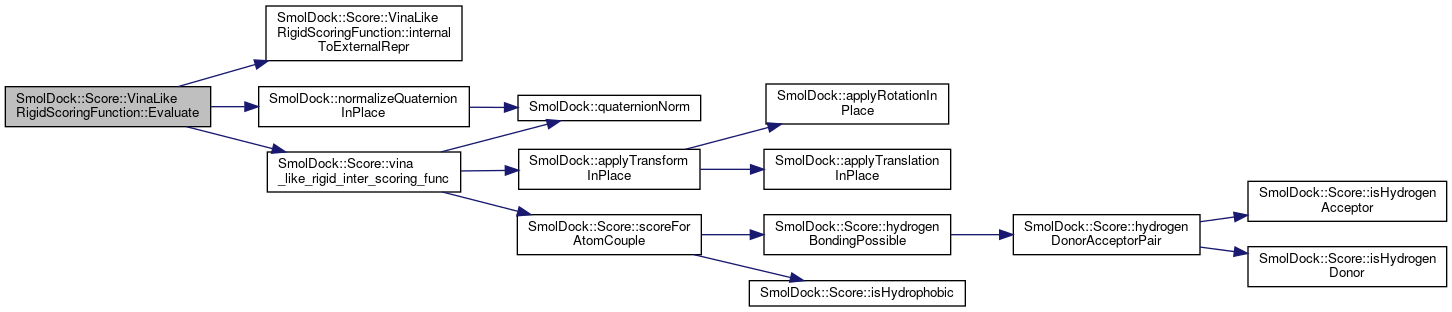 SmolDock::Score::VinaLike
RigidScoringFunction::Evaluate
SmolDock::Score::VinaLike
RigidScoringFunction::internal
ToExternalRepr
SmolDock::normalizeQuaternion
InPlace
SmolDock::Score::vina
_like_rigid_inter_scoring_func
SmolDock::quaternionNorm
SmolDock::applyTransform
InPlace
SmolDock::Score::scoreFor
AtomCouple
SmolDock::applyRotationIn
Place
SmolDock::applyTranslation
InPlace
SmolDock::Score::hydrogen
BondingPossible
SmolDock::Score::isHydrophobic
SmolDock::Score::hydrogen
DonorAcceptorPair
SmolDock::Score::isHydrogen
Acceptor
SmolDock::Score::isHydrogen
Donor